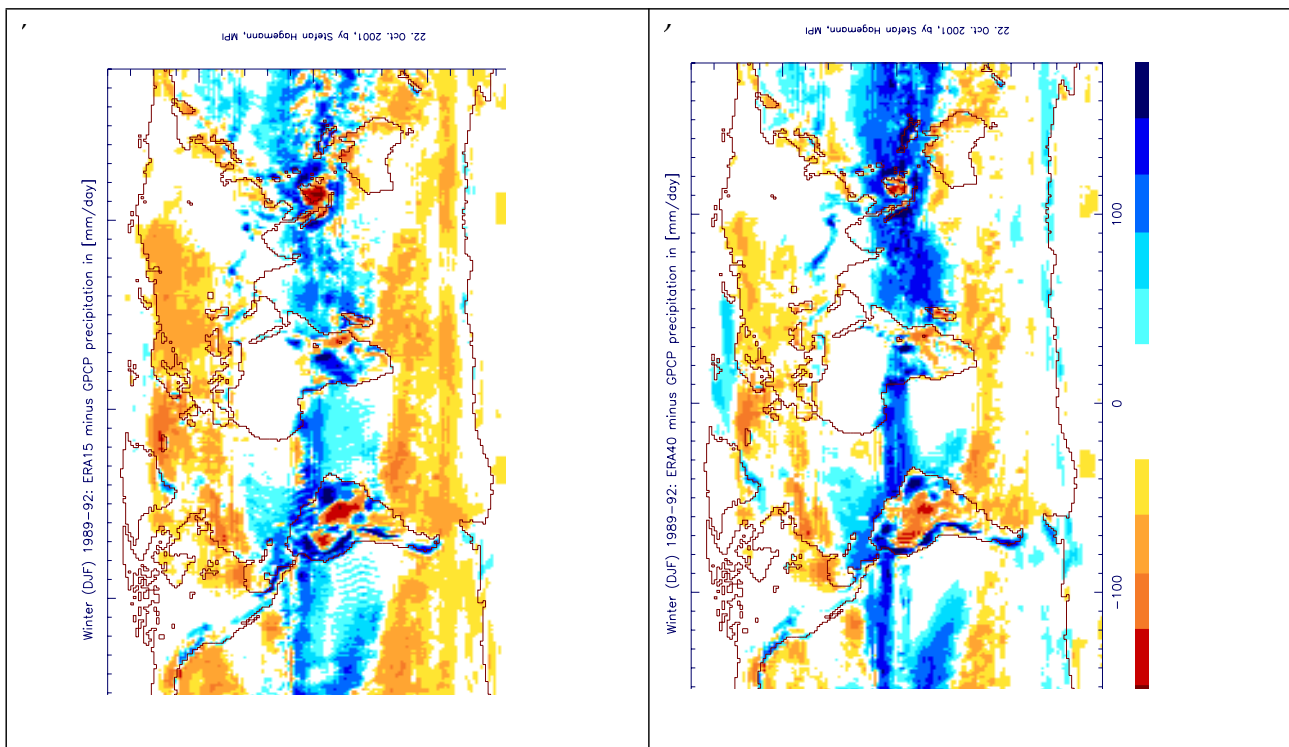 ,
22. Oct. 2001, by Stefan Hagemann, MPI
Winter (DJF) 1989-92: ERA15 minus GPCP precipitation in [mm/day]
,
22. Oct. 2001, by Stefan Hagemann, MPI
Winter (DJF) 1989-92: ERA40 minus GPCP precipitation in [mm/day]
100
0
-100